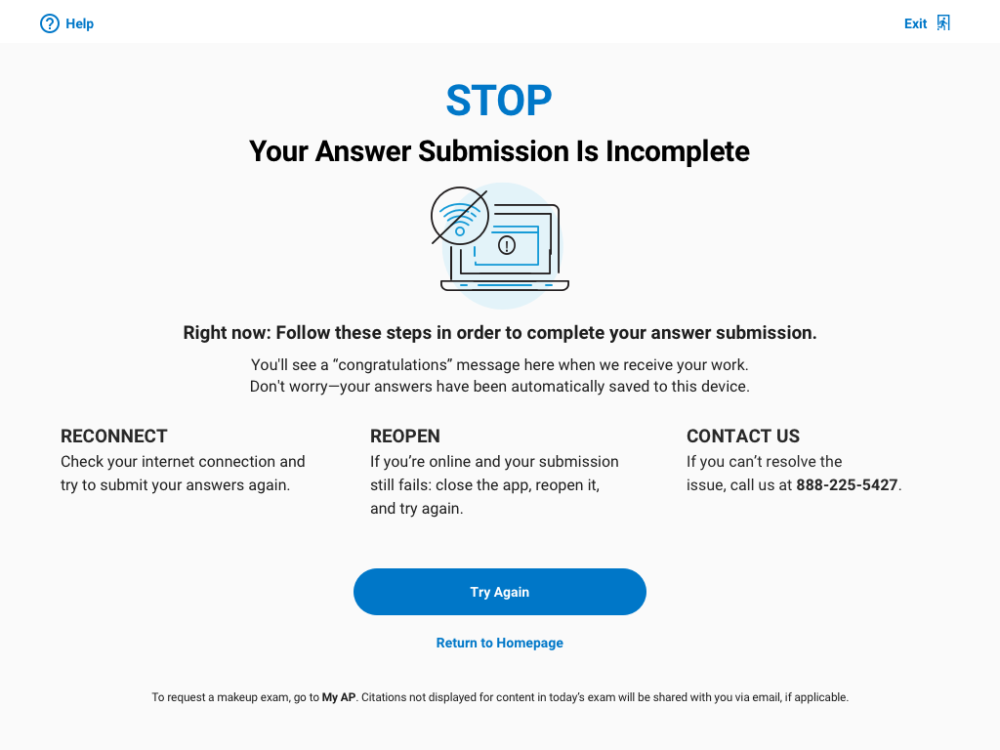 Help
Exit
STOP
Your Answer Submission Is Incomplete
Right now: Follow these steps in order to complete your answer submission.
You'll see a “congratulations” message here when we receive your work.
Don't worry—your answers have been automatically saved to this device.
RECONNECT
Check your internet connection and
try to submit your answers again.
REOPEN
If you’re online and your submission
still fails: close the app, reopen it,
and try again.
CONTACT US
If you can’t resolve the
issue, call us at 888-225-5427.
Try Again
Return to Homepage
To request a makeup exam, go to My AP. Citations not displayed for content in today’s exam will be shared with you via email, if applicable.